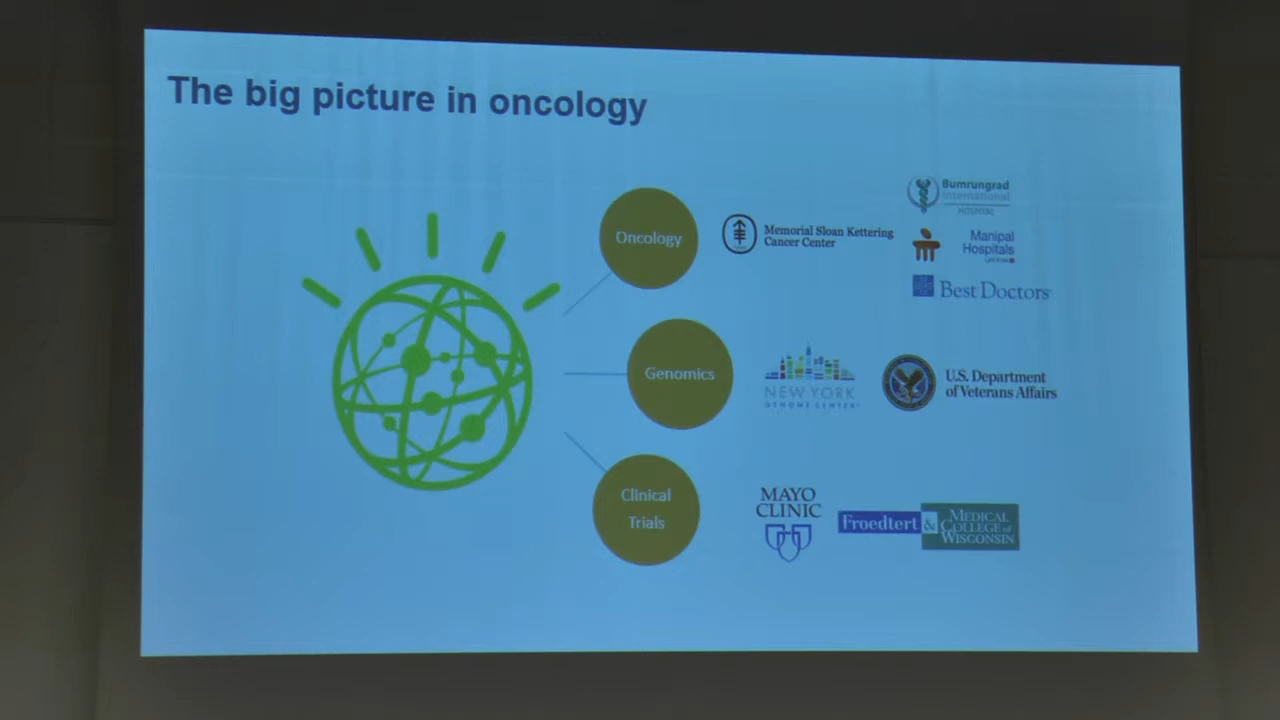 The big picture in oncology
Oncology
Memorial Sloan Kettering
Cancer Center
Bumrungrad
International
HOSPITAL
Manipal
Hospitals
Best Doctors
Genomics
NEW YORK
GENOME CENTER
U.S. Department
of Veterans Affairs
Clinical
Trials
MAYO
CLINIC
Froedtert &
MEDICAL
COLLEGE of
WISCONSIN